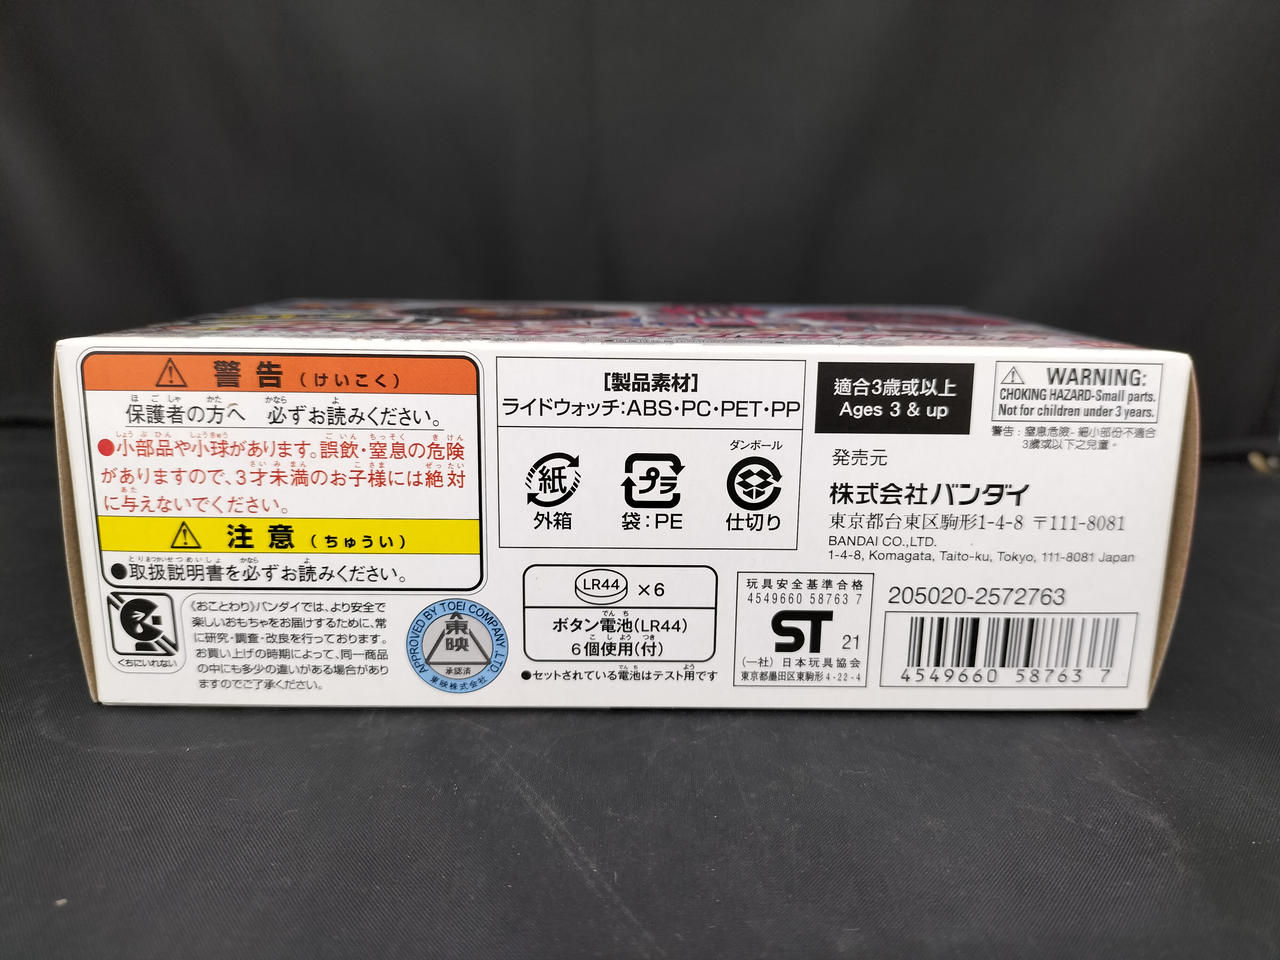 警告（けいこく）
保護者の方へ 必ずお読みください。
●小部品や小球があります。誤飲・窒息の危険
がありますので、3才未満のお子様には絶対
に与えないでください。
注意（ちゅうい）
●取扱説明書を必ずお読みください。
くちにいれない
《おことわり》バンダイでは、より安全で
楽しいおもちゃをお届けするために、常
に研究・調査・改良を行っております。
お買い上げの時期によって、同一商品
の中にも多少の違いがある場合があり
ますのでご了承ください。
APPROVED BY TOEI COMPANY, LTD.
東映
承認済
東映株式会社
［製品素材］
ライドウォッチ：ABS・PC・PET・PP
紙
外箱
プラ
袋：PE
ダンボール
仕切り
LR44 ×6
ボタン電池(LR44)
6個使用(付)
●セットされている電池はテスト用です
適合3歳或以上
Ages 3 & up
WARNING:
CHOKING HAZARD-Small parts.
Not for children under 3 years.
警告：窒息危険-細小部份不適合
3歳或以下之兒童。
発売元
株式会社バンダイ
東京都台東区駒形1-4-8 〒111-8081
BANDAI CO.,LTD.
1-4-8, Komagata, Taito-ku, Tokyo, 111-8081 Japan
玩具安全基準合格
4549660 58763 7
ST 21
(一社) 日本玩具協会
東京都墨田区東駒形4-22-4
205020-2572763
4549660 587637